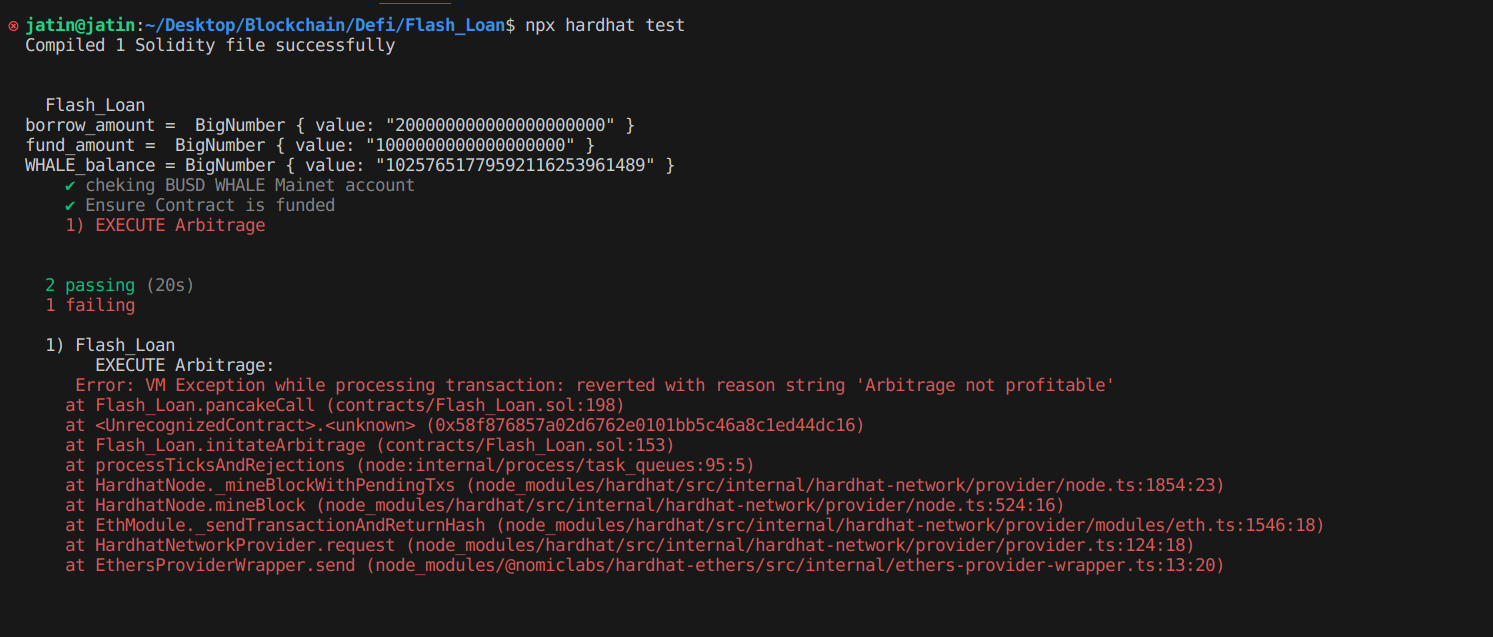 ⊗ jatin@jatin:~/Desktop/Blockchain/Defi/Flash_Loan$ npx hardhat test
Compiled 1 Solidity file successfully
Flash_Loan
borrow_amount =  BigNumber { value: "200000000000000000000" }
fund_amount =  BigNumber { value: "1000000000000000000" }
WHALE_balance = BigNumber { value: "10257651779592116253961489" }
✔ cheking BUSD WHALE Mainet account
✔ Ensure Contract is funded
1) EXECUTE Arbitrage
2 passing (20s)
1 failing
1) Flash_Loan
EXECUTE Arbitrage:
Error: VM Exception while processing transaction: reverted with reason string 'Arbitrage not profitable'
at Flash_Loan.pancakeCall (contracts/Flash_Loan.sol:198)
at <UnrecognizedContract>.<unknown> (0x58f876857a02d6762e0101bb5c46a8c1ed44dc16)
at Flash_Loan.initateArbitrage (contracts/Flash_Loan.sol:153)
at processTicksAndRejections (node:internal/process/task_queues:95:5)
at HardhatNode._mineBlockWithPendingTxs (node_modules/hardhat/src/internal/hardhat-network/provider/node.ts:1854:23)
at HardhatNode.mineBlock (node_modules/hardhat/src/internal/hardhat-network/provider/node.ts:524:16)
at EthModule._sendTransactionAndReturnHash (node_modules/hardhat/src/internal/hardhat-network/provider/modules/eth.ts:1546:18)
at HardhatNetworkProvider.request (node_modules/hardhat/src/internal/hardhat-network/provider/provider.ts:124:18)
at EthersProviderWrapper.send (node_modules/@nomiclabs/hardhat-ethers/src/internal/ethers-provider-wrapper.ts:13:20)